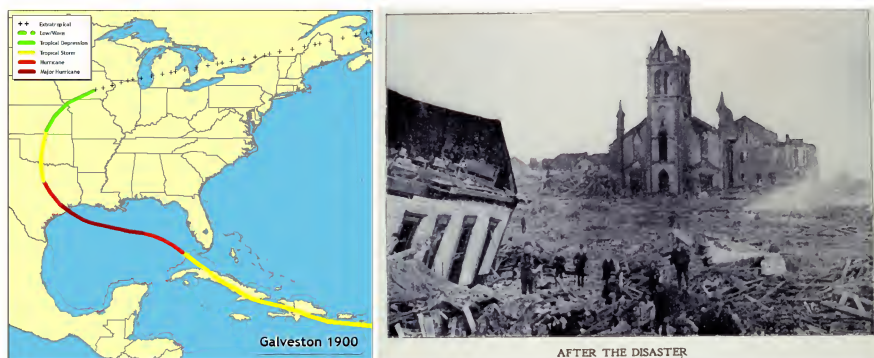 ++ Extratropical
Low/Wave
Tropical Depression
Tropical Storm
Hurricane
Major Hurricane
Galveston 1900
AFTER THE DISASTER